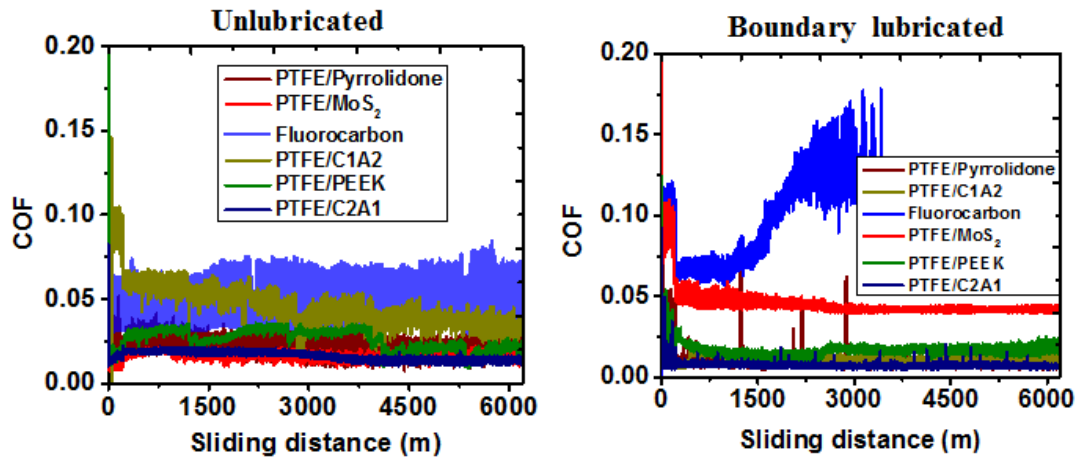 Unlubricated
0.20
0.15
0.10
0.05
0.00
COF
PTFE/Pyrrolidone
PTFE/MoS₂
Fluorocarbon
PTFE/C1A2
PTFE/PEEK
PTFE/C2A1
0 1500 3000 4500 6000
Sliding distance (m)
Boundary lubricated
0.20
0.15
0.10
0.05
0.00
COF
PTFE/Pyrrolidone
PTFE/C1A2
Fluorocarbon
PTFE/MoS₂
PTFE/PEEK
PTFE/C2A1
0 1500 3000 4500 6000
Sliding distance (m)